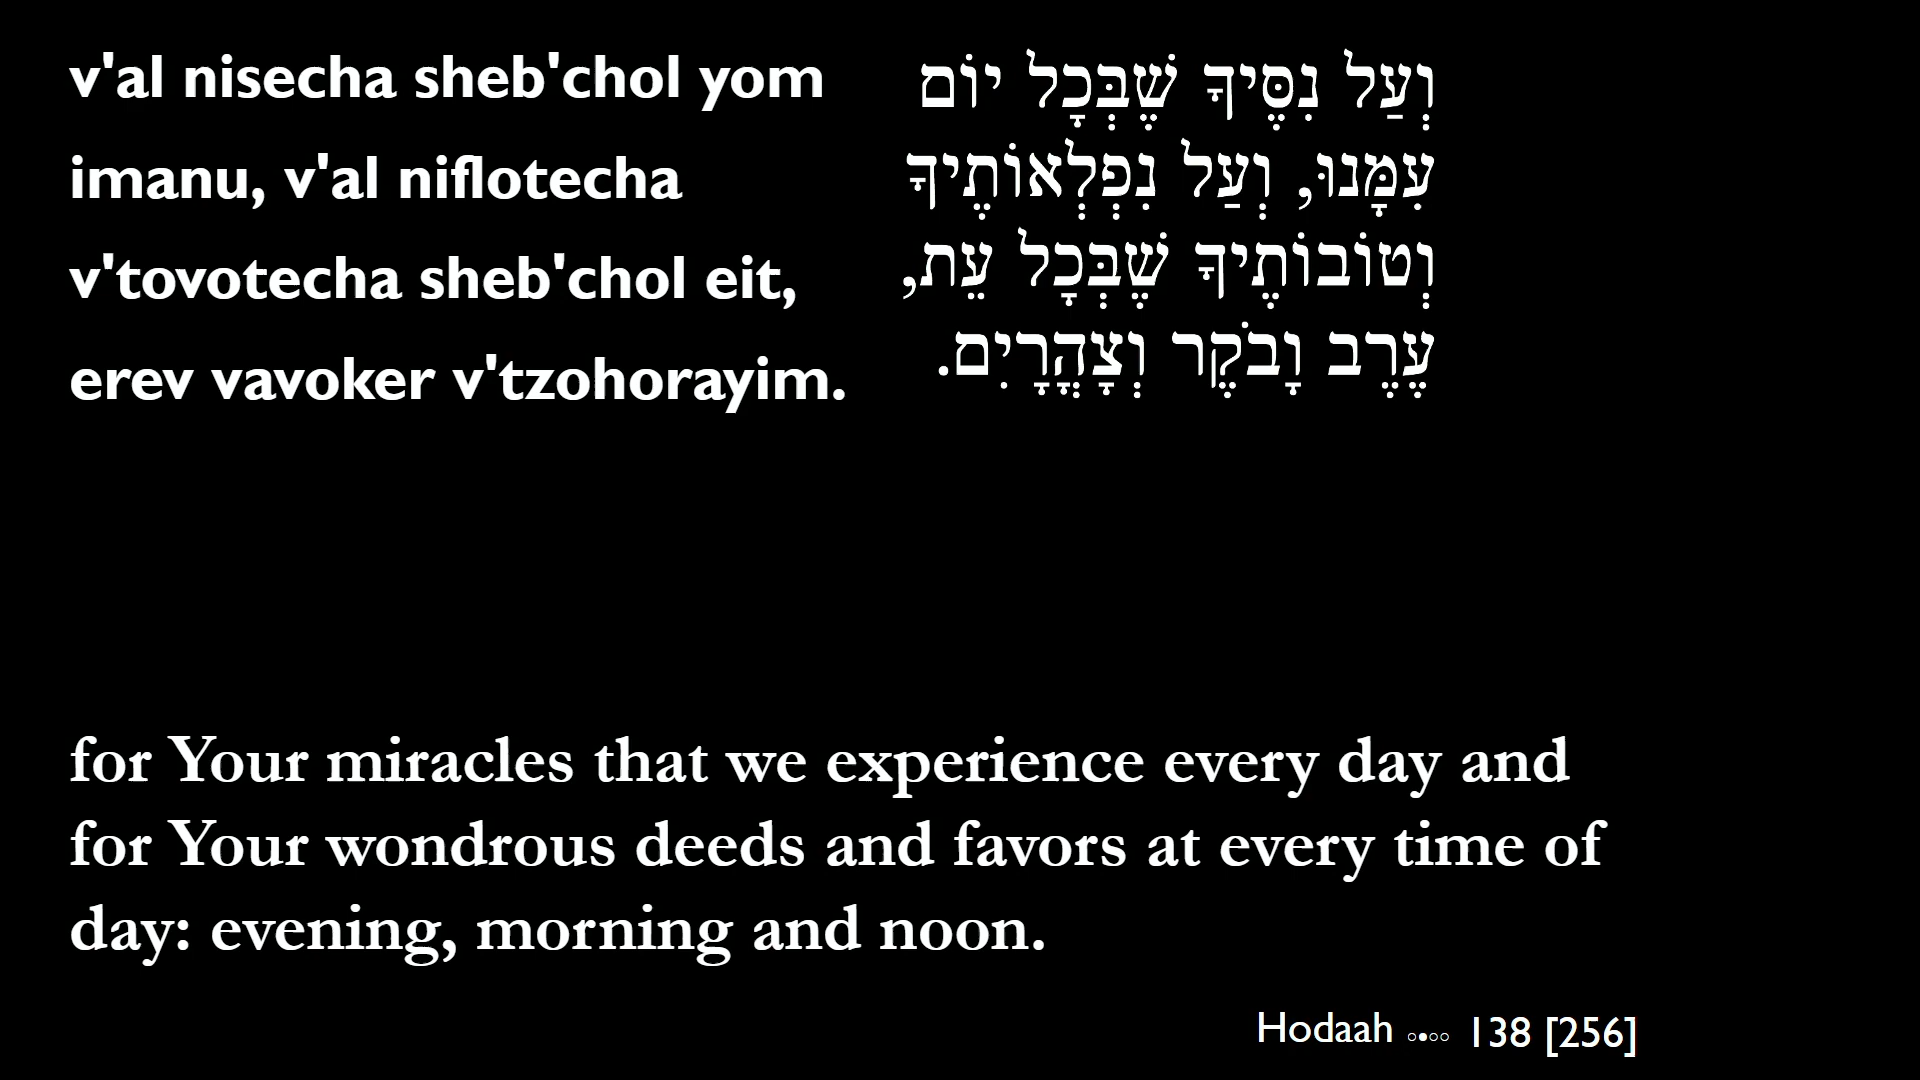 v'al nisecha sheb'chol yom
imanu, v'al niflotecha
v'tovotecha sheb'chol eit,
erev vavoker v'tzohorayim.
וְעַל נִסֶּיךָ שֶׁבְּכָל יוֹם
עִמָּנוּ, וְעַל נִפְלְאוֹתֶיךָ
וְטוֹבוֹתֶיךָ שֶׁבְּכָל עֵת,
עֶרֶב וָבֹקֶר וְצָהֳרָיִם.
for Your miracles that we experience every day and
for Your wondrous deeds and favors at every time of
day: evening, morning and noon.
Hodaah ○●○○ 138 [256]